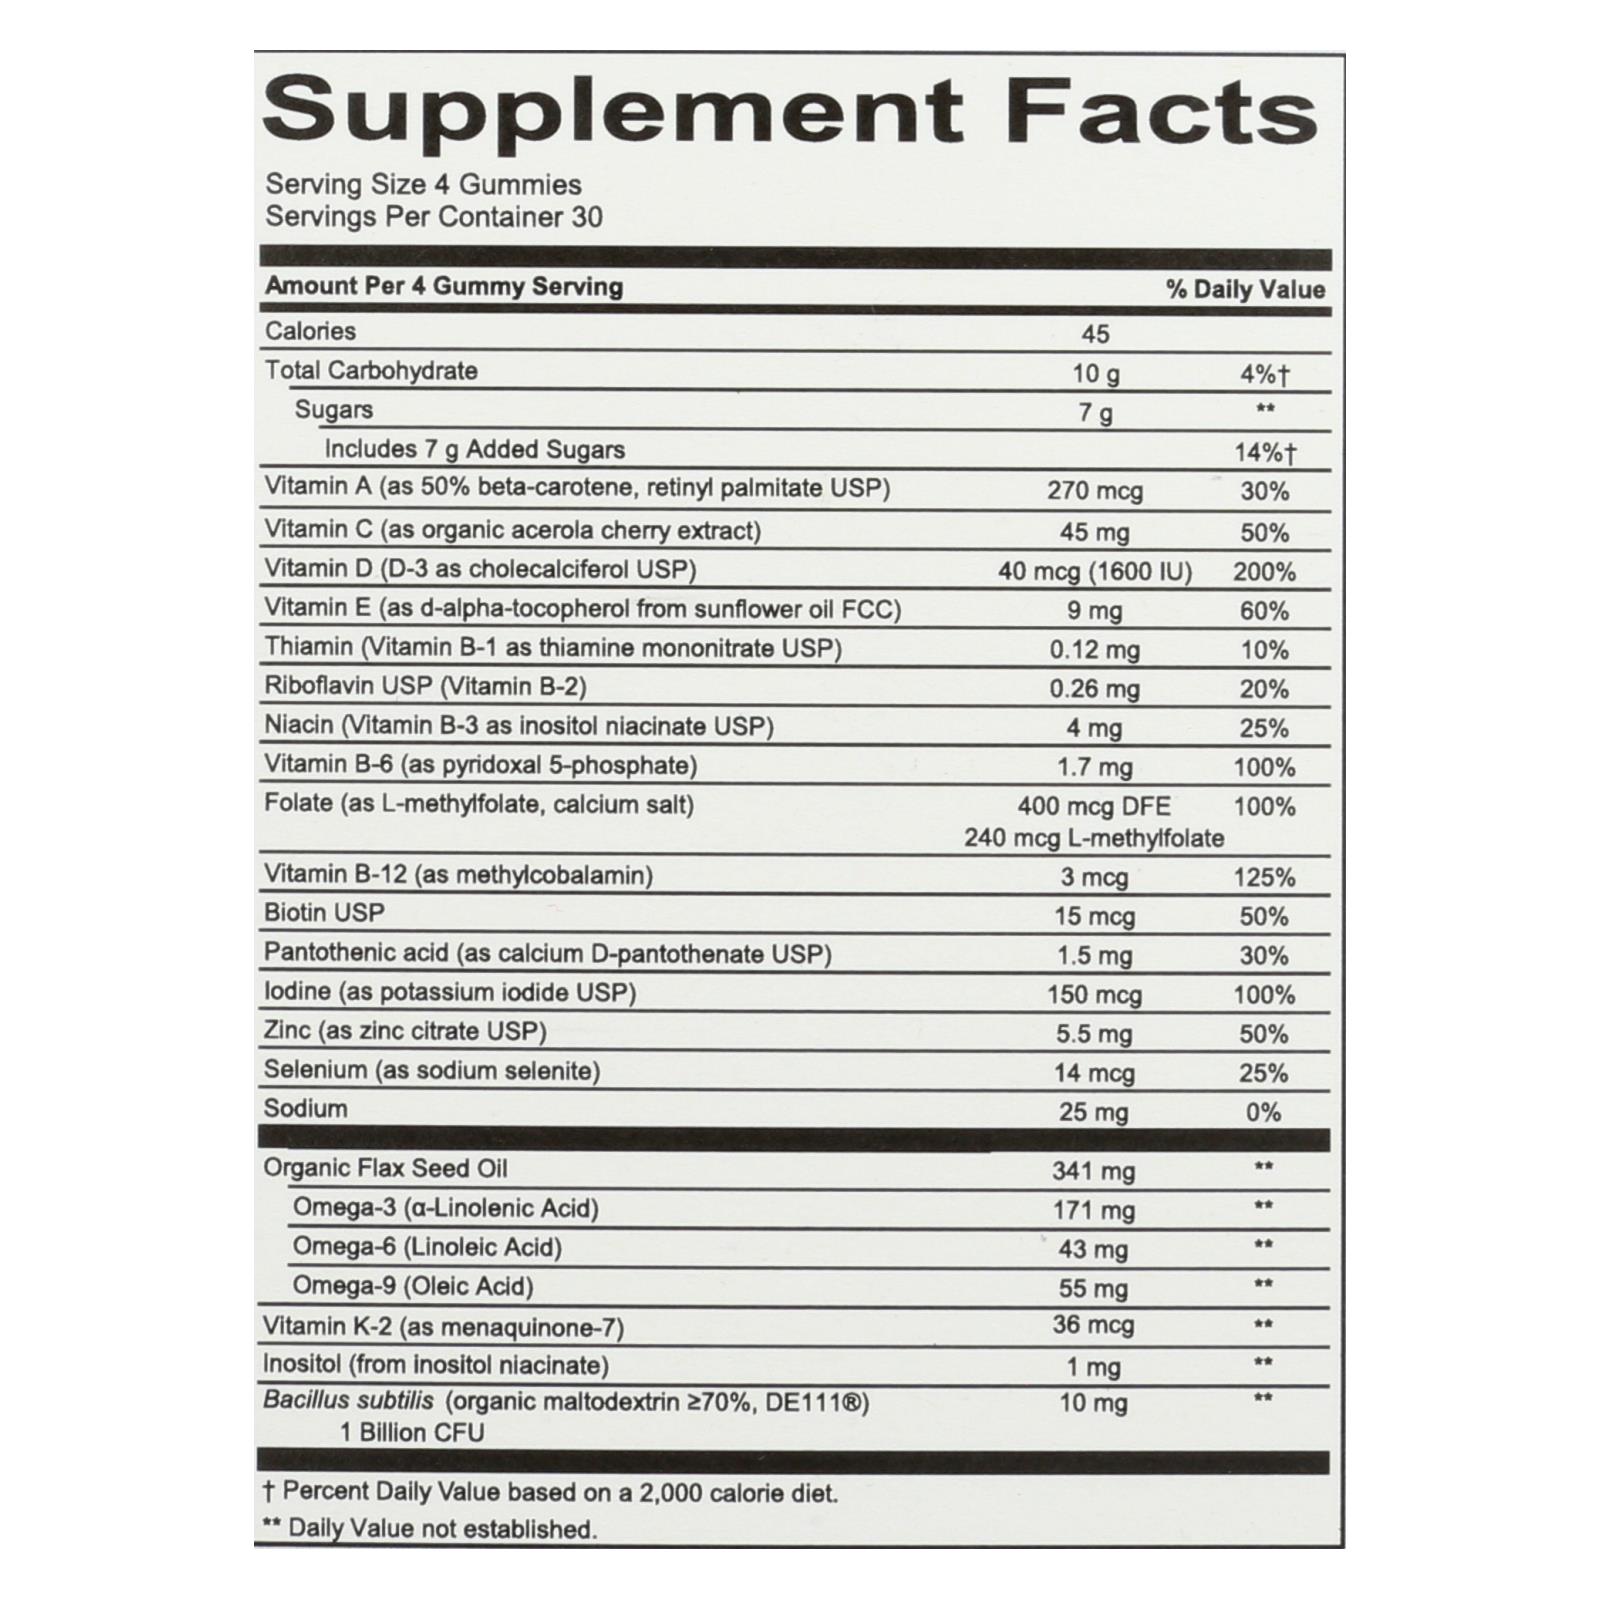 Supplement Facts
Serving Size 4 Gummies
Servings Per Container 30
Amount Per 4 Gummy Serving % Daily Value
Calories 45
Total Carbohydrate 10 g 4%†
Sugars 7 g **
Includes 7 g Added Sugars 14%†
Vitamin A (as 50% beta-carotene, retinyl palmitate USP) 270 mcg 30%
Vitamin C (as organic acerola cherry extract) 45 mg 50%
Vitamin D (D-3 as cholecalciferol USP) 40 mcg (1600 IU) 200%
Vitamin E (as d-alpha-tocopherol from sunflower oil FCC) 9 mg 60%
Thiamin (Vitamin B-1 as thiamine mononitrate USP) 0.12 mg 10%
Riboflavin USP (Vitamin B-2) 0.26 mg 20%
Niacin (Vitamin B-3 as inositol niacinate USP) 4 mg 25%
Vitamin B-6 (as pyridoxal 5-phosphate) 1.7 mg 100%
Folate (as L-methylfolate, calcium salt) 400 mcg DFE 100%
240 mcg L-methylfolate
Vitamin B-12 (as methylcobalamin) 3 mcg 125%
Biotin USP 15 mcg 50%
Pantothenic acid (as calcium D-pantothenate USP) 1.5 mg 30%
Iodine (as potassium iodide USP) 150 mcg 100%
Zinc (as zinc citrate USP) 5.5 mg 50%
Selenium (as sodium selenite) 14 mcg 25%
Sodium 25 mg 0%
Organic Flax Seed Oil 341 mg **
Omega-3 (α-Linolenic Acid) 171 mg **
Omega-6 (Linoleic Acid) 43 mg **
Omega-9 (Oleic Acid) 55 mg **
Vitamin K-2 (as menaquinone-7) 36 mcg **
Inositol (from inositol niacinate) 1 mg **
Bacillus subtilis (organic maltodextrin ≥70%, DE111®) 10 mg **
1 Billion CFU
† Percent Daily Value based on a 2,000 calorie diet.
** Daily Value not established.